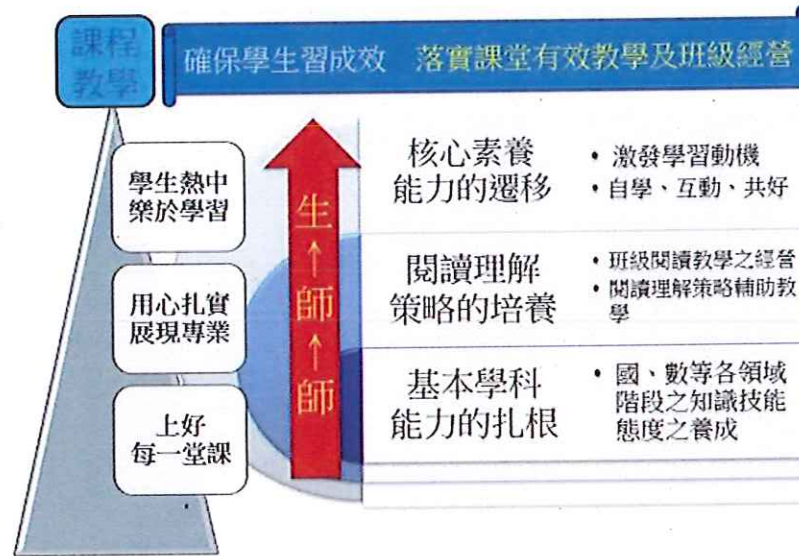 課程
教學
確保學生習成效 落實課堂有效教學及班級經營
學生熱中
樂於學習
用心扎實
展現專業
上好
每一堂課
生
↑
師
↑
師
核心素養
能力的遷移
• 激發學習動機
• 自學、互動、共好
閱讀理解
策略的培養
• 班級閱讀教學之經營
• 閱讀理解策略輔助教
學
基本學科
能力的扎根
• 國、數等各領域
階段之知識技能
態度之養成